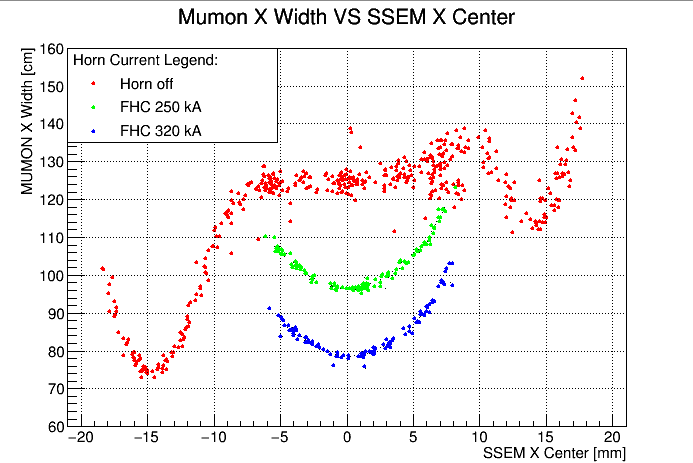 Mumon X Width VS SSEM X Center
MUMON X Width [cm]
160
150
140
130
120
110
100
90
80
70
60
Horn Current Legend:
Horn off
FHC 250 kA
FHC 320 kA
−20 −15 −10 −5 0 5 10 15 20
SSEM X Center [mm]